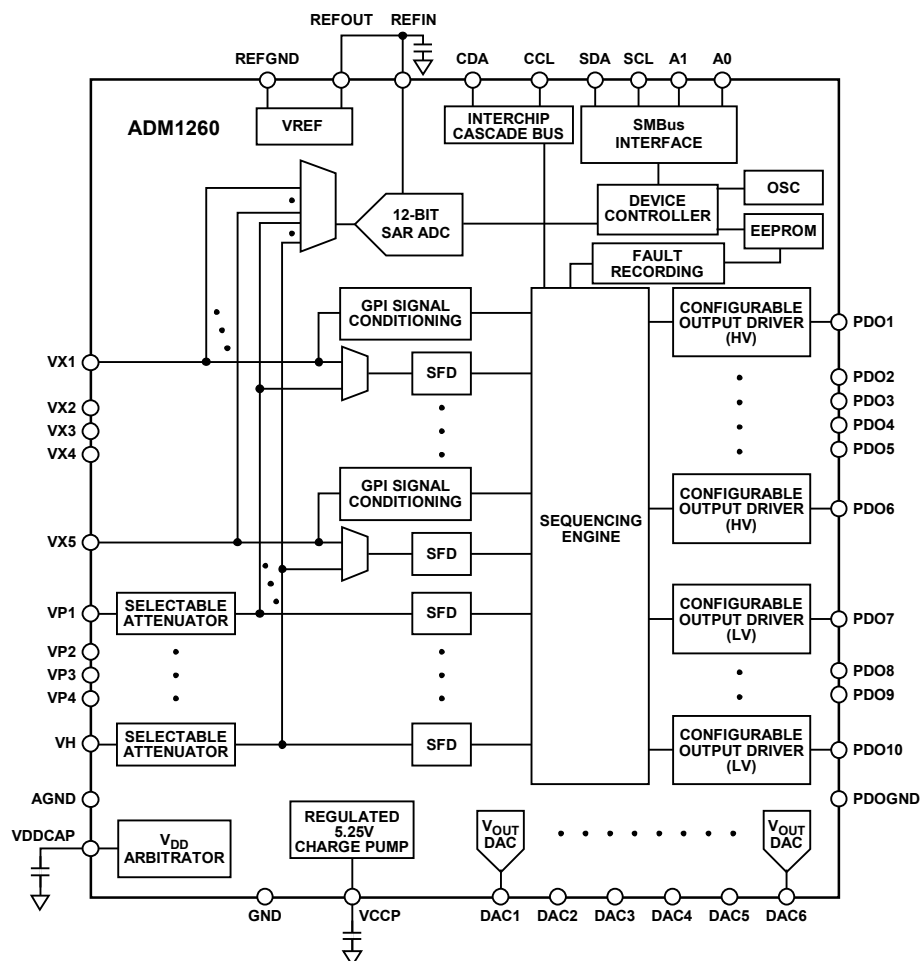 REFOUT REFIN
REFGND
CDA CCL SDA SCL A1 A0
ADM1260
VREF
INTERCHIP
CASCADE BUS
SMBus
INTERFACE
12-BIT
SAR ADC
DEVICE
CONTROLLER
OSC
EEPROM
FAULT
RECORDING
GPI SIGNAL
CONDITIONING
CONFIGURABLE
OUTPUT DRIVER
(HV)
PDO1
VX1
SFD
PDO2
PDO3
PDO4
PDO5
VX2
VX3
VX4
GPI SIGNAL
CONDITIONING
SEQUENCING
ENGINE
CONFIGURABLE
OUTPUT DRIVER
(HV)
PDO6
VX5
SFD
VP1
SELECTABLE
ATTENUATOR
SFD
CONFIGURABLE
OUTPUT DRIVER
(LV)
PDO7
VP2
VP3
VP4
PDO8
PDO9
VH
SELECTABLE
ATTENUATOR
SFD
CONFIGURABLE
OUTPUT DRIVER
(LV)
PDO10
AGND
PDOGND
VDDCAP
VDD
ARBITRATOR
REGULATED
5.25V
CHARGE PUMP
VOUT
DAC
VOUT
DAC
GND VCCP DAC1 DAC2 DAC3 DAC4 DAC5 DAC6